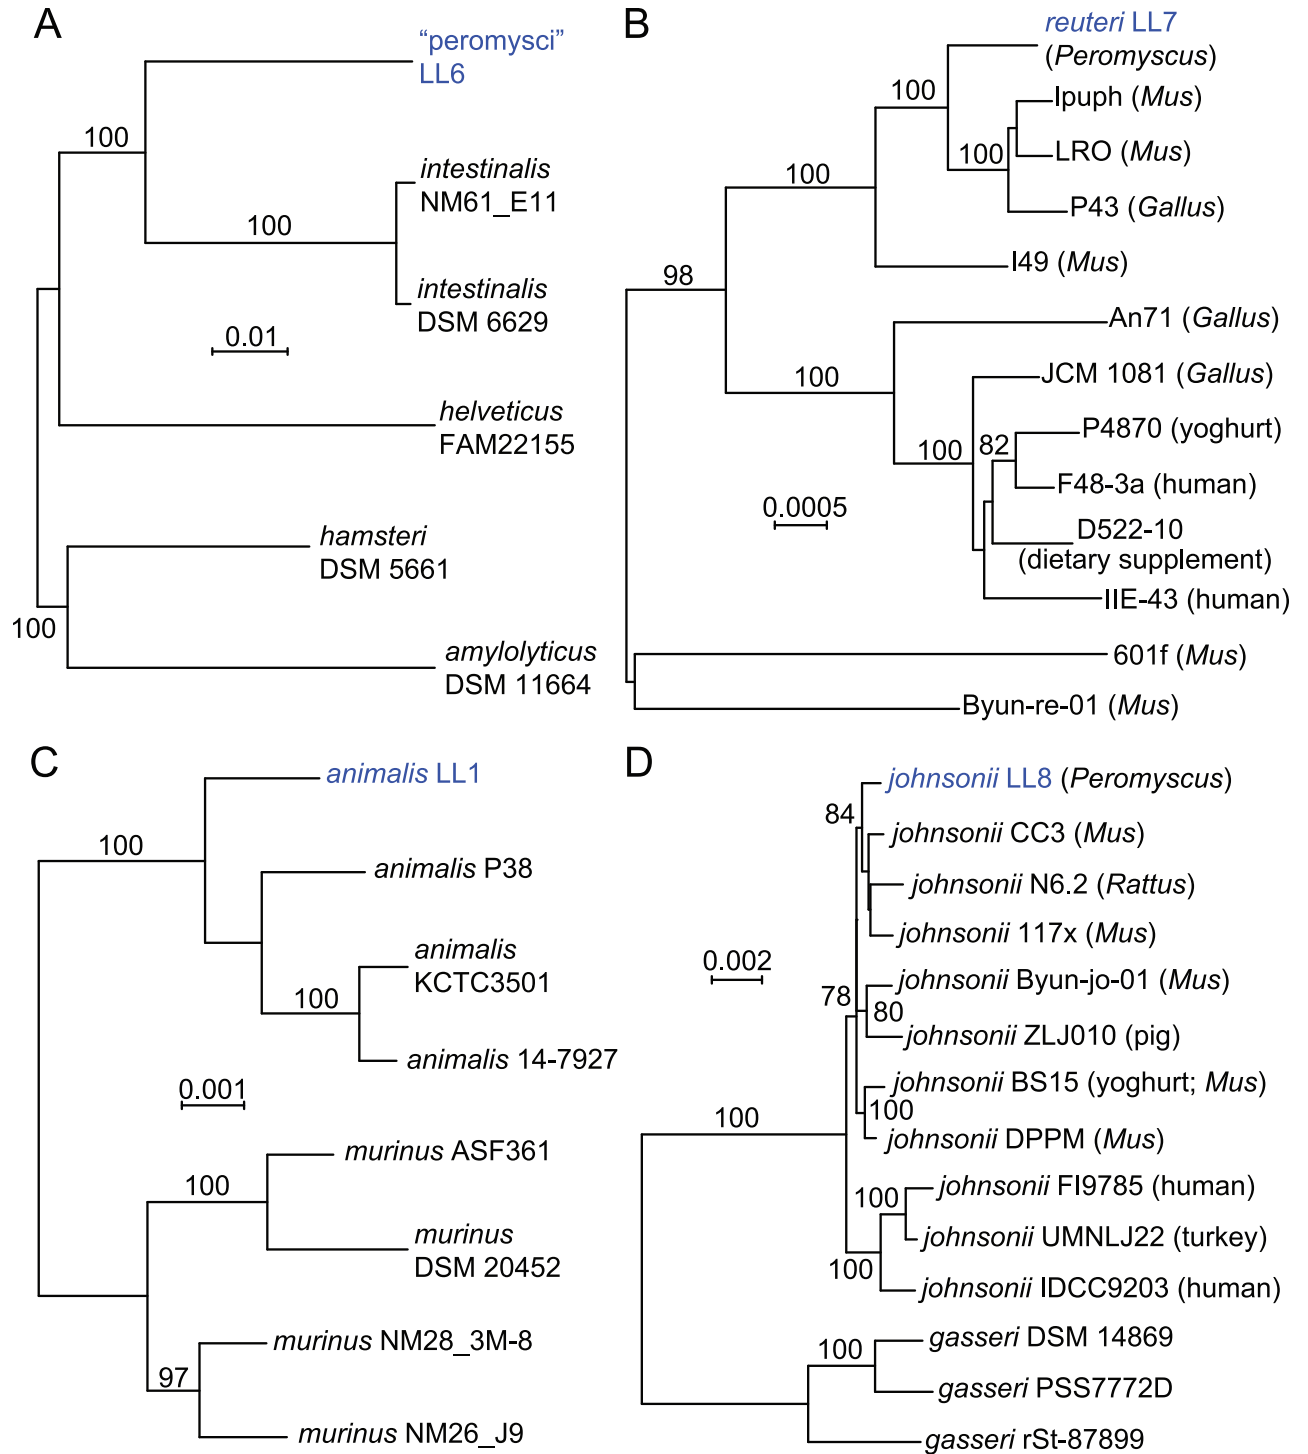 A
"peromysci"
LL6
100
intestinalis
NM61_E11
100
intestinalis
DSM 6629
0.01
helveticus
FAM22155
hamsteri
DSM 5661
100
amylolyticus
DSM 11664
B
reuteri LL7
(Peromyscus)
100
Ipuph (Mus)
100
LRO (Mus)
100
P43 (Gallus)
I49 (Mus)
98
An71 (Gallus)
100
JCM 1081 (Gallus)
P4870 (yoghurt)
100
82
F48-3a (human)
0.0005
D522-10
(dietary supplement)
IIE-43 (human)
601f (Mus)
Byun-re-01 (Mus)
C
animalis LL1
100
animalis P38
animalis
KCTC3501
100
animalis 14-7927
0.001
murinus ASF361
100
murinus
DSM 20452
murinus NM28_3M-8
97
murinus NM26_J9
D
johnsonii LL8 (Peromyscus)
84
johnsonii CC3 (Mus)
johnsonii N6.2 (Rattus)
johnsonii 117x (Mus)
0.002
johnsonii Byun-jo-01 (Mus)
78
80
johnsonii ZLJ010 (pig)
johnsonii BS15 (yoghurt; Mus)
100
100
johnsonii DPPM (Mus)
johnsonii FI9785 (human)
100
johnsonii UMNLJ22 (turkey)
100
johnsonii IDCC9203 (human)
gasseri DSM 14869
100
gasseri PSS7772D
gasseri rSt-87899